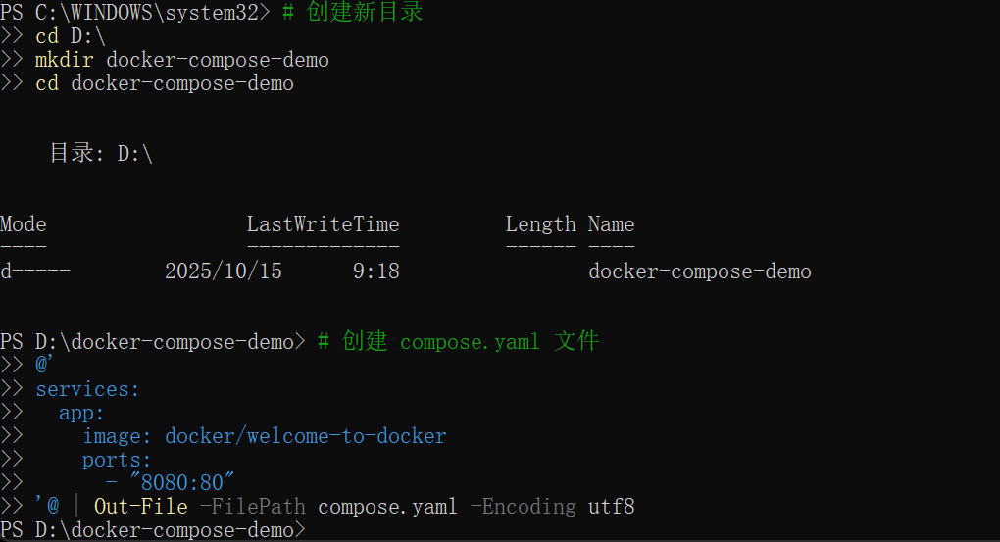 PS C:\WINDOWS\system32> # 创建新目录
>> cd D:\
>> mkdir docker-compose-demo
>> cd docker-compose-demo
目录: D:\
Mode LastWriteTime Length Name
---- ------------- ------ ----
d----- 2025/10/15 9:18 docker-compose-demo
PS D:\docker-compose-demo> # 创建 compose.yaml 文件
>> @'
>> services:
>>   app:
>>     image: docker/welcome-to-docker
>>     ports:
>>       - "8080:80"
>> '@ | Out-File -FilePath compose.yaml -Encoding utf8
PS D:\docker-compose-demo>